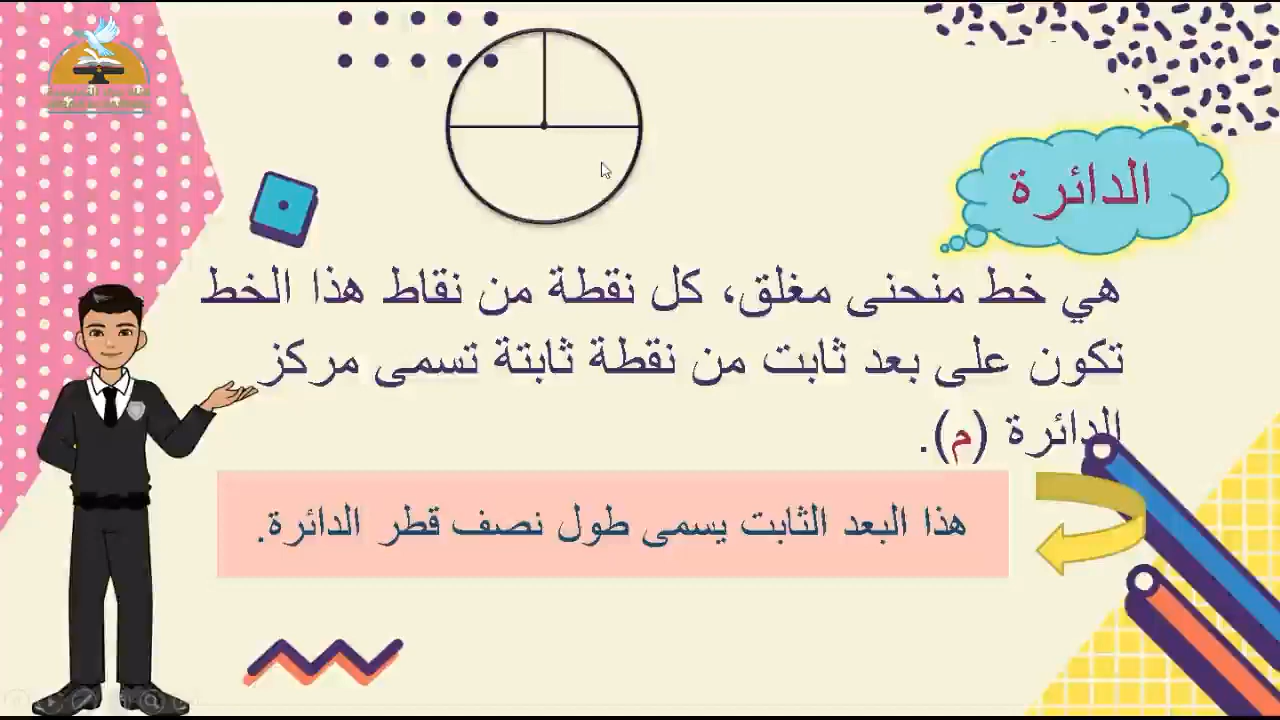 الدائرة
هي خط منحنى مغلق، كل نقطة من نقاط هذا الخط
تكون على بعد ثابت من نقطة ثابتة تسمى مركز
الدائرة (م).
هذا البعد الثابت يسمى طول نصف قطر الدائرة.